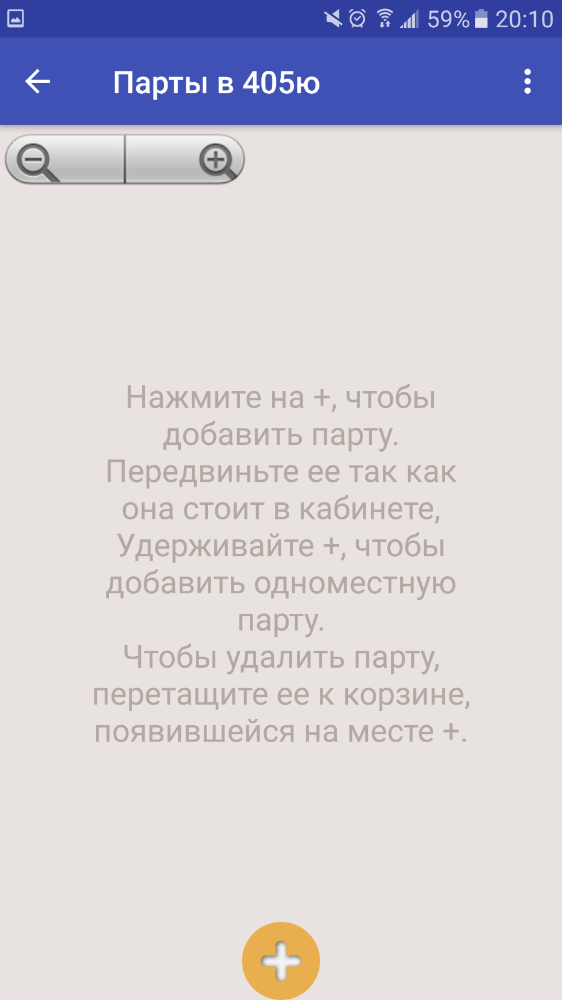 59% 20:10
Парты в 405ю
Нажмите на +, чтобы
добавить парту.
Передвиньте ее так как
она стоит в кабинете,
Удерживайте +, чтобы
добавить одноместную
парту.
Чтобы удалить парту,
перетащите ее к корзине,
появившейся на месте +.